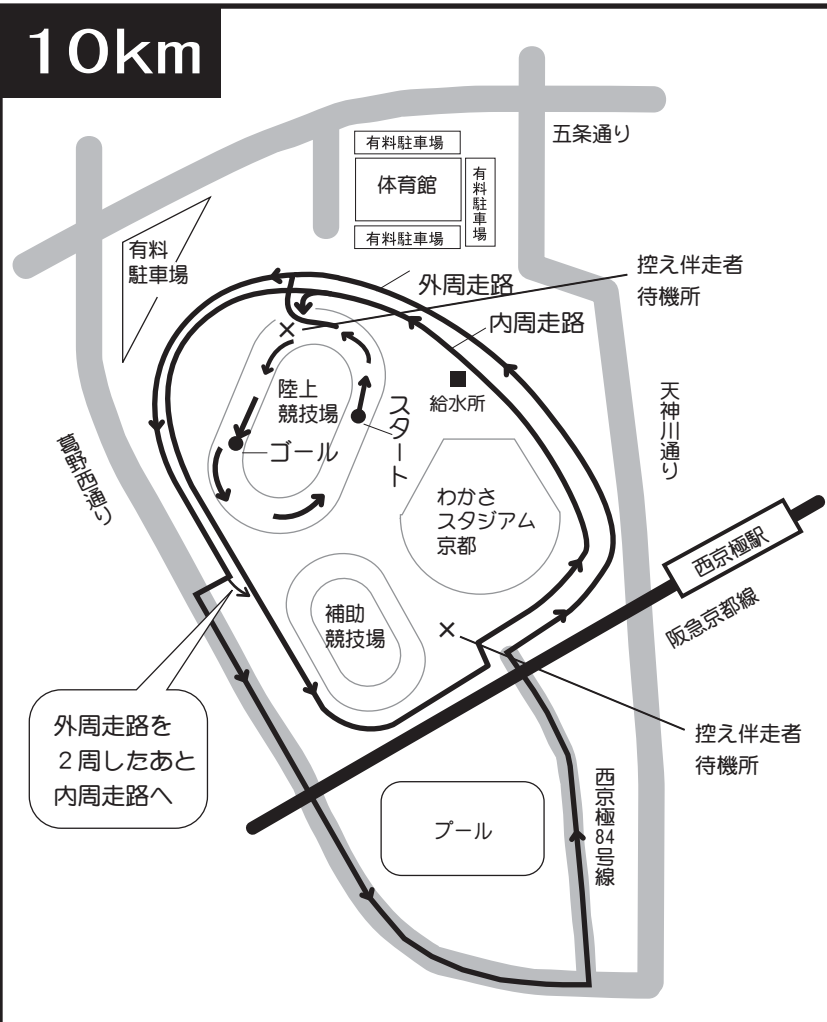 10km
五条通り
有料駐車場
体育館
有料駐車場
有料駐車場
有料
駐車場
控え伴走者
待機所
外周走路
内周走路
給水所
陸上
競技場
スタート
ゴール
天神川通り
葛野西通り
わかさ
スタジアム
京都
西京極駅
阪急京都線
補助
競技場
外周走路を
２周したあと
内周走路へ
控え伴走者
待機所
プール
西京極84号線